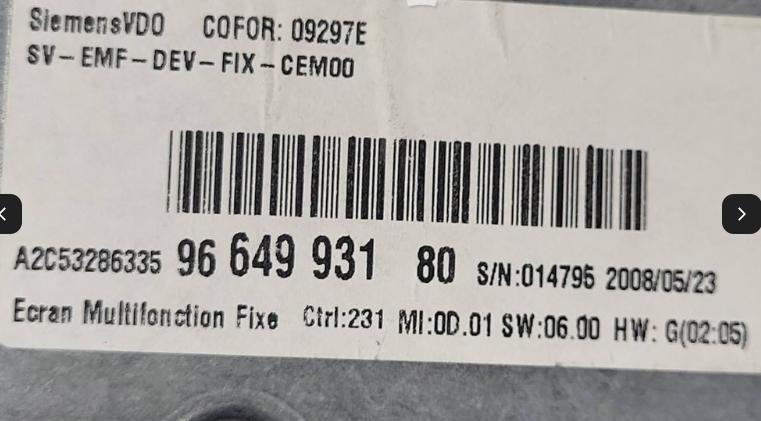 SiemensVDO COFOR: 09297E
SV-EMF-DEV-FIX-CEM00
A2C53286335 96 649 931 80 S/N:014795 2008/05/23
Ecran Multifonction Fixe Ctrl:231 MI:0D.01 SW:06.00 HW: G(02:05)